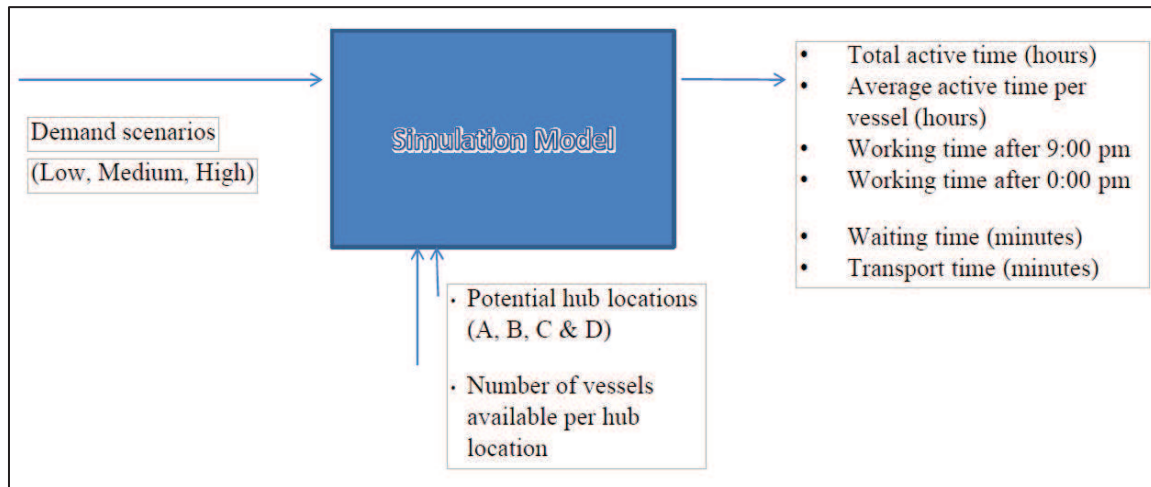 Demand scenarios
(Low, Medium, High)
Simulation Model
• Total active time (hours)
• Average active time per
vessel (hours)
• Working time after 9:00 pm
• Working time after 0:00 pm
• Waiting time (minutes)
• Transport time (minutes)
• Potential hub locations
(A, B, C & D)
• Number of vessels
available per hub
location